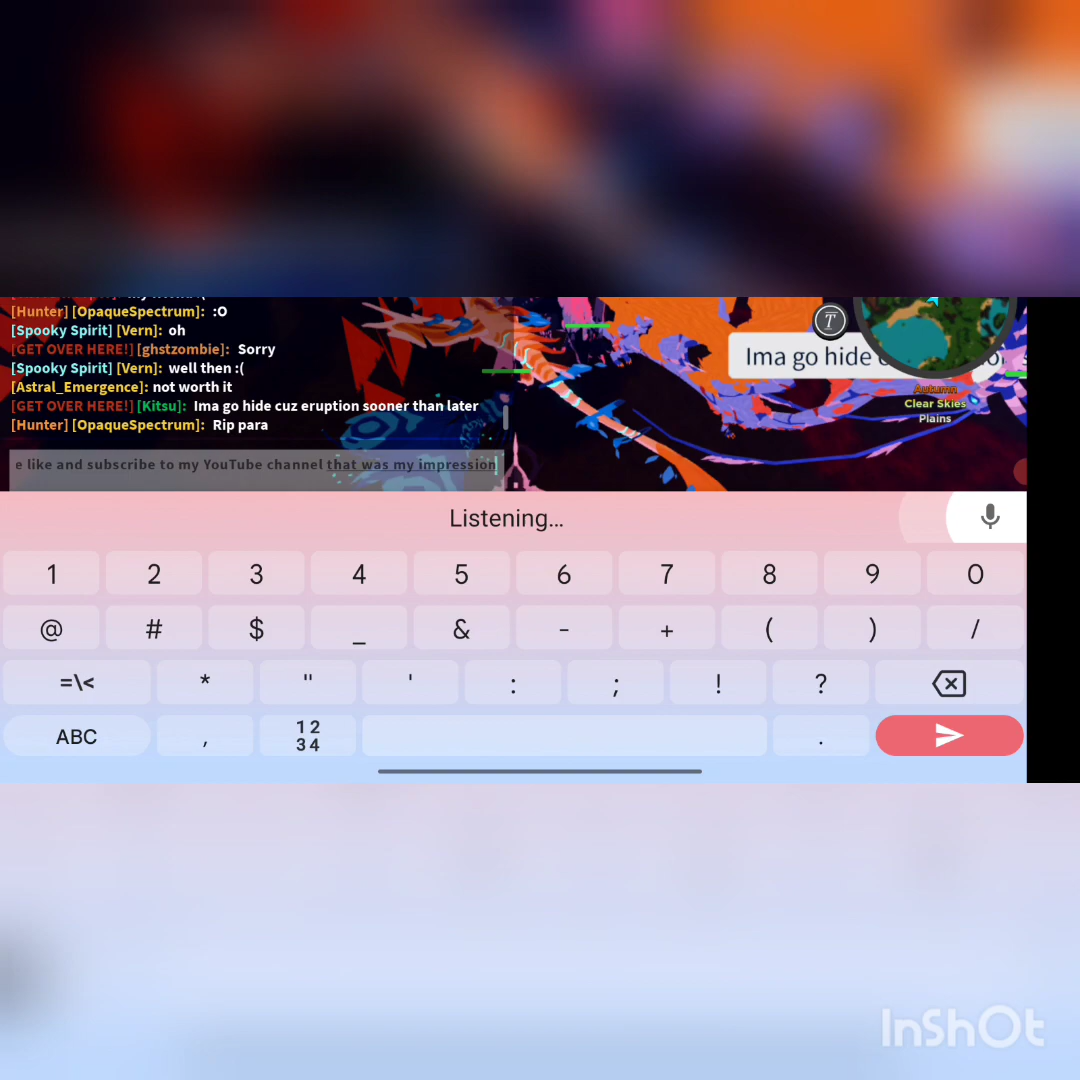 [Hunter] [OpaqueSpectrum]: :O
[Spooky Spirit] [Vern]: oh
[GET OVER HERE!] [ghstzombie]: Sorry
[Spooky Spirit] [Vern]: well then :(
[Astral_Emergence]: not worth it
[GET OVER HERE!] [Kitsu]: Ima go hide cuz eruption sooner than later
[Hunter] [OpaqueSpectrum]: Rip para
T
Ima go hide
Autumn
Clear Skies
Plains
e like and subscribe to my YouTube channel that was my impression
Listening...
1 2 3 4 5 6 7 8 9 0
@ # $ _ & - + ( ) /
=\< * " ' : ; ! ?
ABC , 12 .
34
InShOt